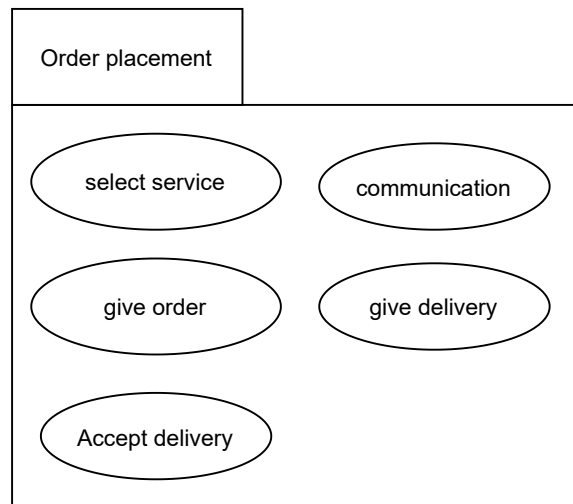 Order placement
select service
communication
give order
give delivery
Accept delivery